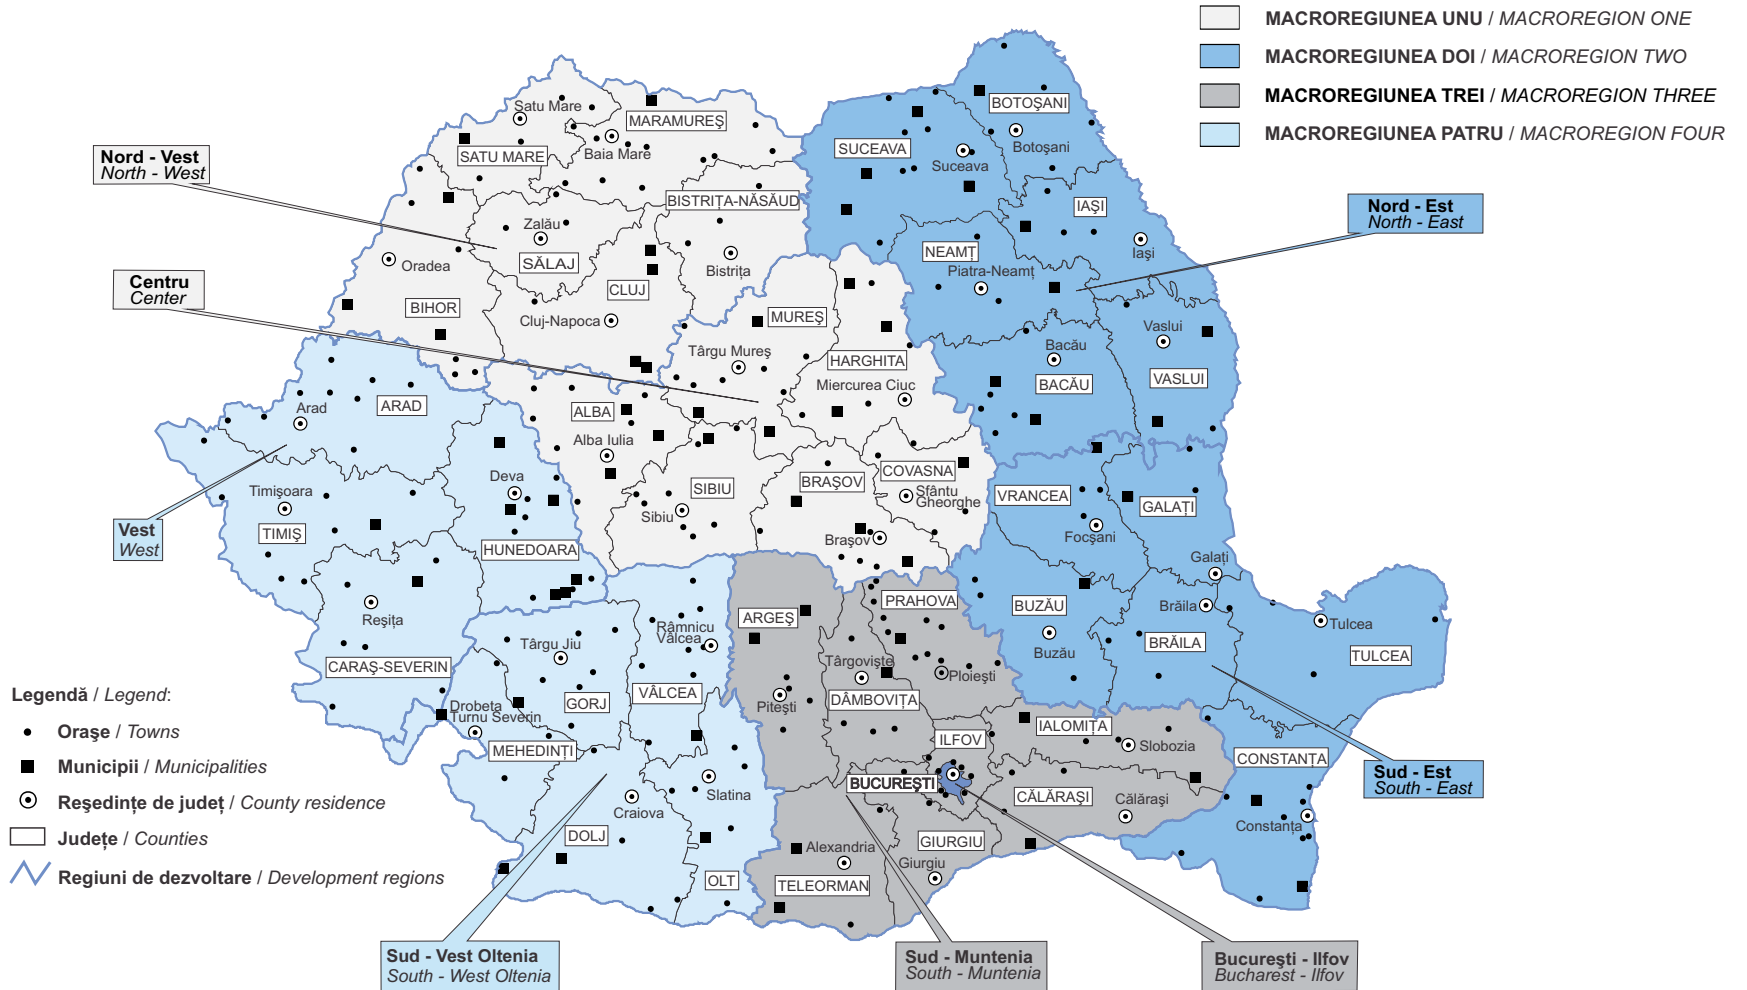 MACROREGIUNEA UNU / MACROREGION ONE
MACROREGIUNEA DOI / MACROREGION TWO
MACROREGIUNEA TREI / MACROREGION THREE
MACROREGIUNEA PATRU / MACROREGION FOUR
Nord - Vest
North - West
Centru
Center
Vest
West
Nord - Est
North - East
Sud - Est
South - East
Sud - Vest Oltenia
South - West Oltenia
Sud - Muntenia
South - Muntenia
Bucureşti - Ilfov
Bucharest - Ilfov
Satu Mare
SATU MARE
MARAMUREŞ
Baia Mare
BISTRIŢA-NĂSĂUD
Bistriţa
Zalău
SĂLAJ
Oradea
BIHOR
CLUJ
Cluj-Napoca
SUCEAVA
Suceava
BOTOŞANI
Botoşani
IAŞI
Iaşi
NEAMŢ
Piatra-Neamţ
Vaslui
VASLUI
Bacău
BACĂU
MUREŞ
Târgu Mureş
HARGHITA
Miercurea Ciuc
ALBA
Alba Iulia
SIBIU
Sibiu
BRAŞOV
Braşov
COVASNA
Sfântu
Gheorghe
ARAD
Arad
Timişoara
TIMIŞ
Deva
HUNEDOARA
Reşiţa
CARAŞ-SEVERIN
VRANCEA
Focşani
GALAŢI
Galaţi
BUZĂU
Buzău
Brăila
BRĂILA
Tulcea
TULCEA
CONSTANŢA
Constanţa
ARGEŞ
Piteşti
PRAHOVA
Ploieşti
Târgovişte
DÂMBOVIŢA
IALOMIŢA
Slobozia
ILFOV
BUCUREŞTI
CĂLĂRAŞI
Călăraşi
GIURGIU
Giurgiu
Alexandria
TELEORMAN
Râmnicu
Vâlcea
VÂLCEA
Târgu Jiu
GORJ
Drobeta
Turnu Severin
MEHEDINŢI
Craiova
DOLJ
Slatina
OLT
Legendă / Legend:
Oraşe / Towns
Municipii / Municipalities
Reşedinţe de judeţ / County residence
Judeţe / Counties
Regiuni de dezvoltare / Development regions